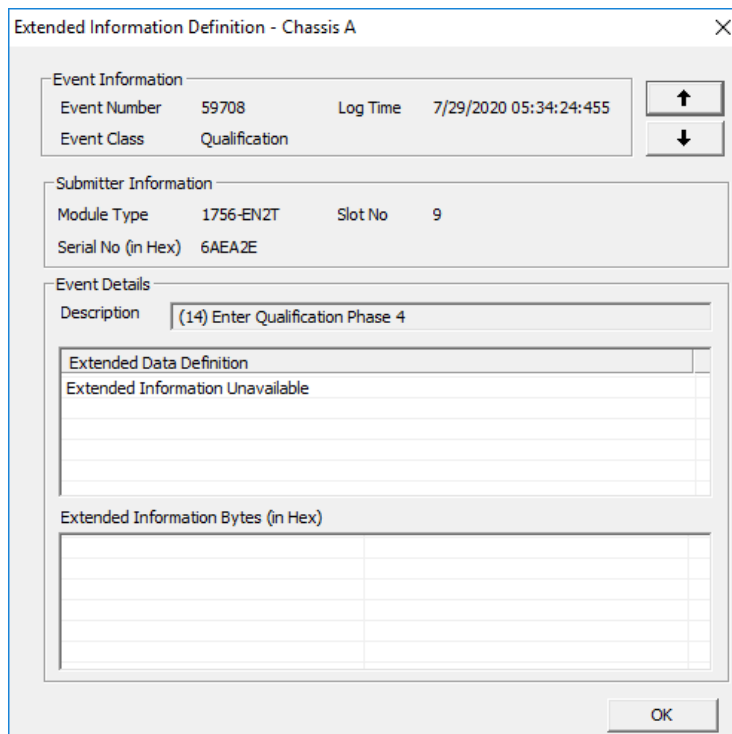 Extended Information Definition - Chassis A
Event Information
Event Number 59708 Log Time 7/29/2020 05:34:24:455
Event Class Qualification
Submitter Information
Module Type 1756-EN2T Slot No 9
Serial No (in Hex) 6AEA2E
Event Details
Description (14) Enter Qualification Phase 4
Extended Data Definition
Extended Information Unavailable
Extended Information Bytes (in Hex)
OK